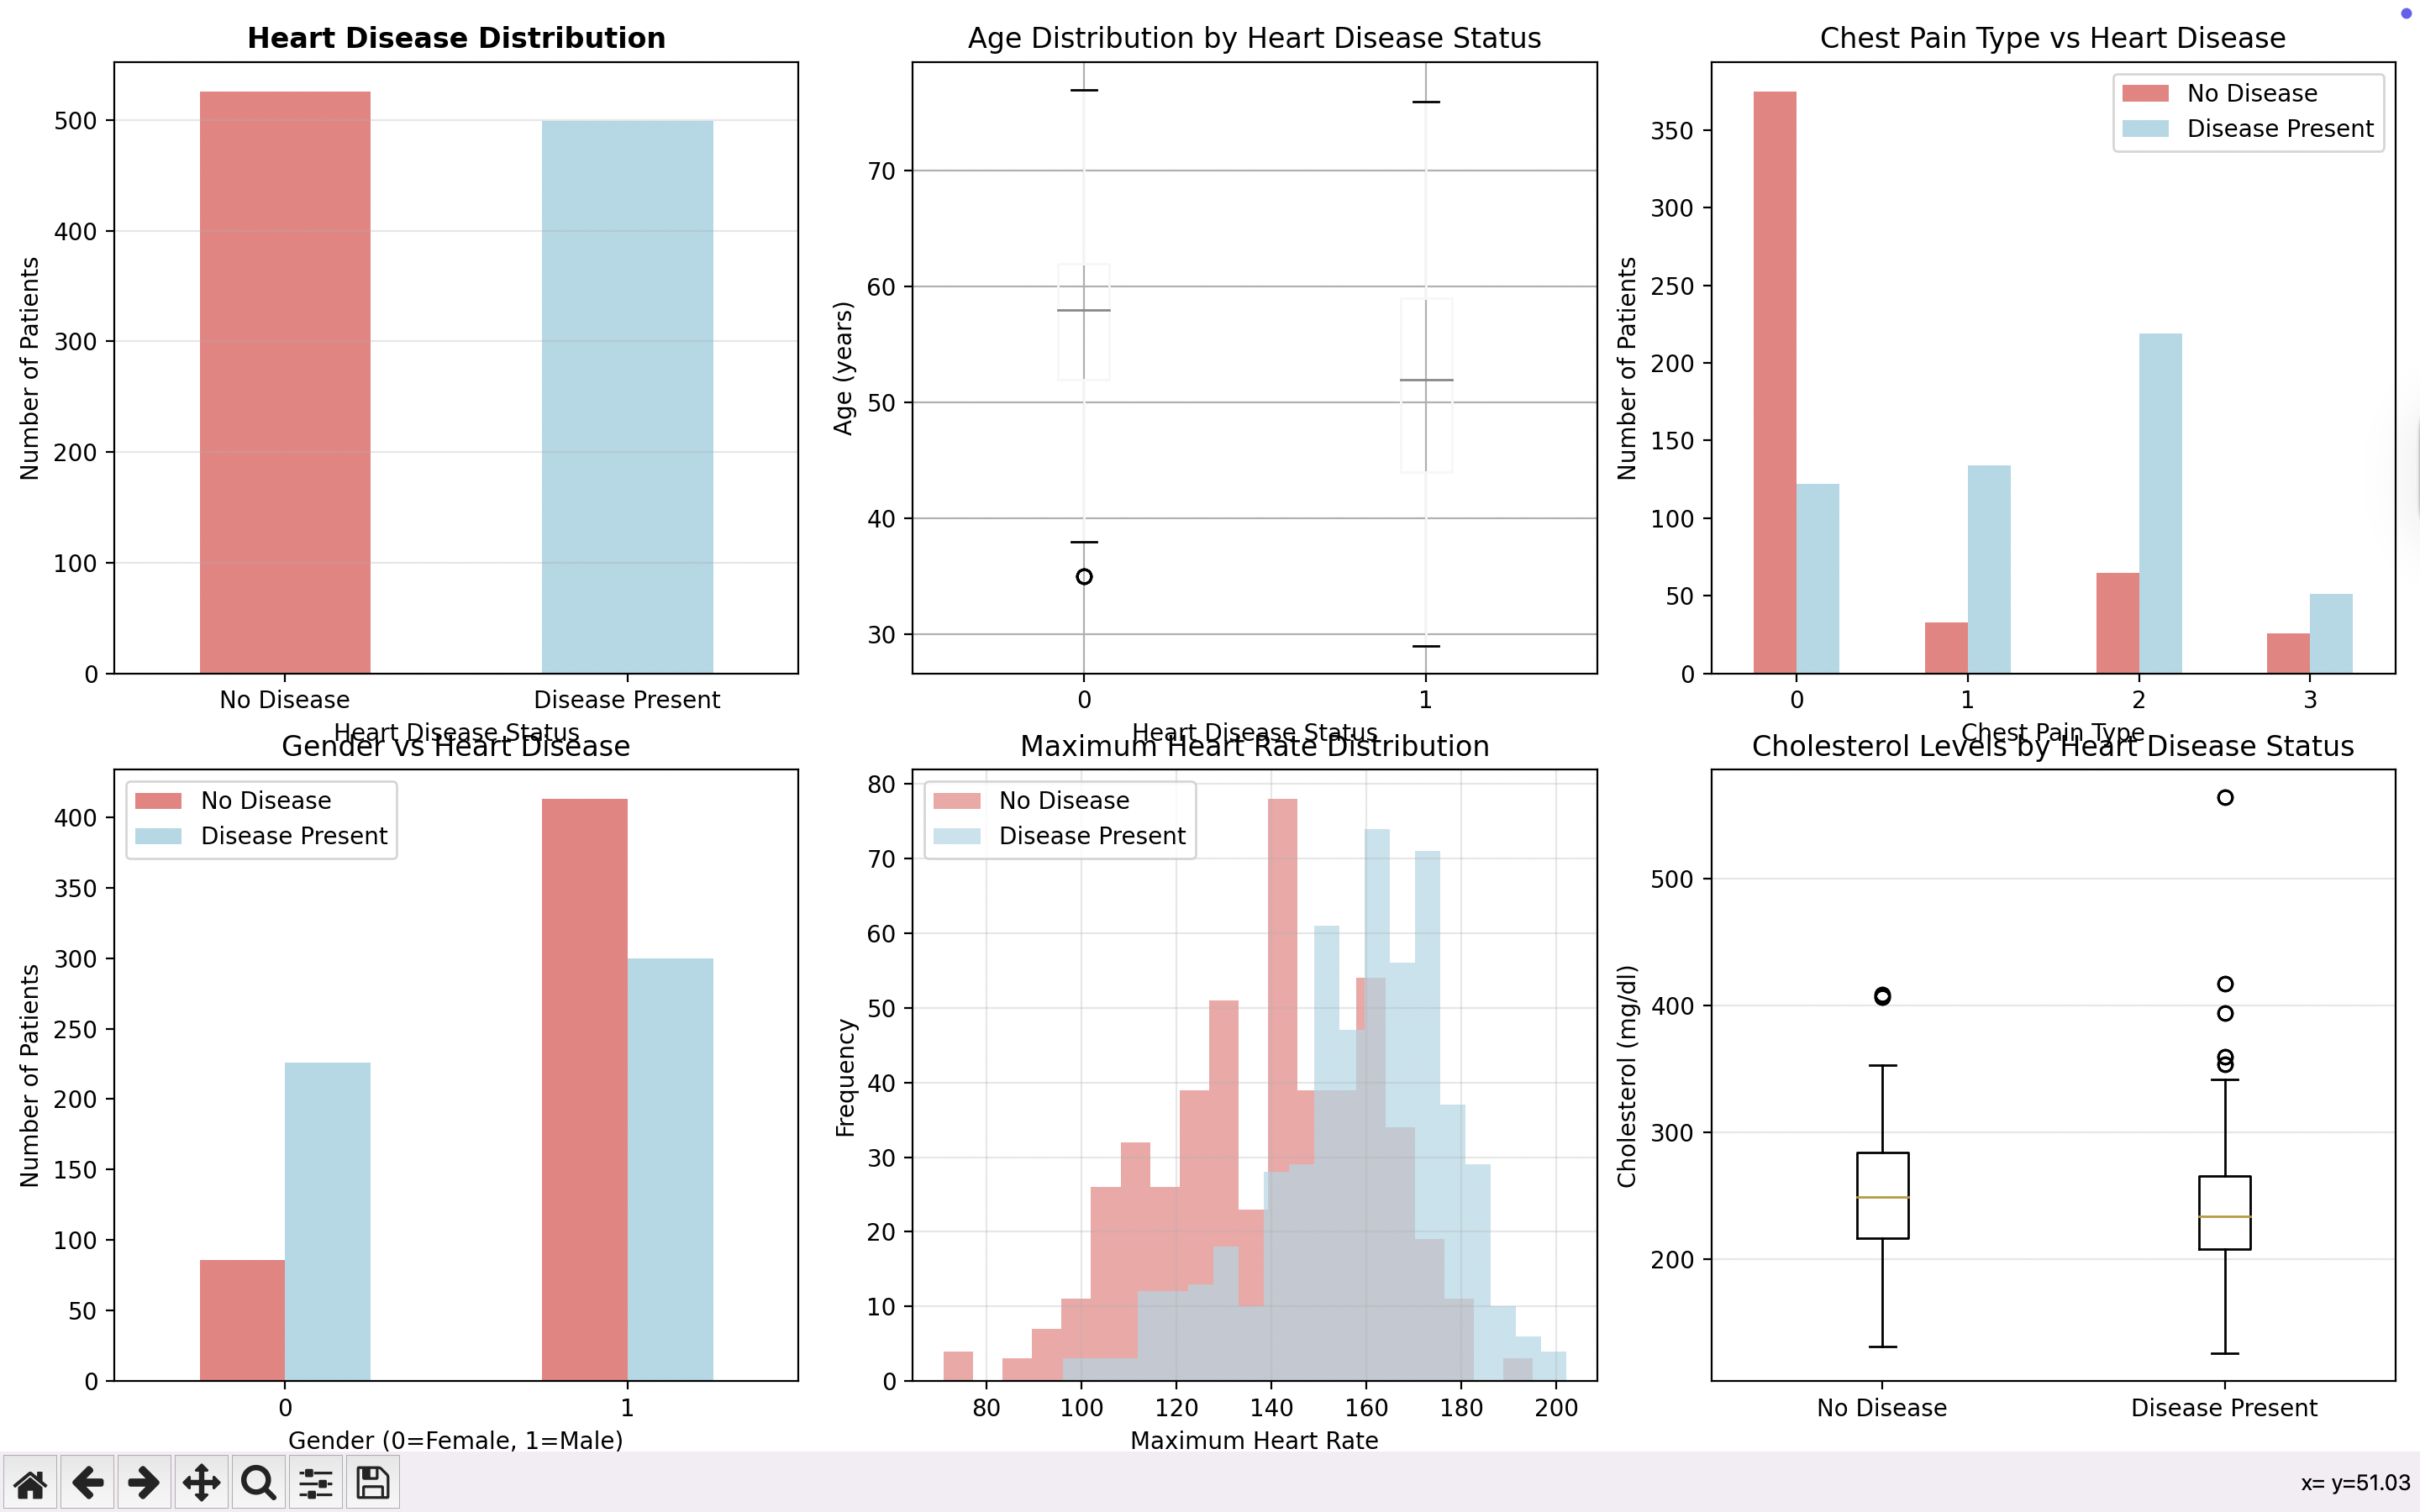 Heart Disease Distribution
Number of Patients
500
400
300
200
100
0
No Disease
Disease Present
Heart Disease Status
Age Distribution by Heart Disease Status
Age (years)
70
60
50
40
30
0
1
Heart Disease Status
Chest Pain Type vs Heart Disease
No Disease
Disease Present
Number of Patients
350
300
250
200
150
100
50
0
0
1
2
3
Chest Pain Type
Gender vs Heart Disease
No Disease
Disease Present
Number of Patients
400
350
300
250
200
150
100
50
0
0
1
Gender (0=Female, 1=Male)
Maximum Heart Rate Distribution
No Disease
Disease Present
Frequency
80
70
60
50
40
30
20
10
0
80
100
120
140
160
180
200
Maximum Heart Rate
Cholesterol Levels by Heart Disease Status
Cholesterol (mg/dl)
500
400
300
200
No Disease
Disease Present
x= y=51.03